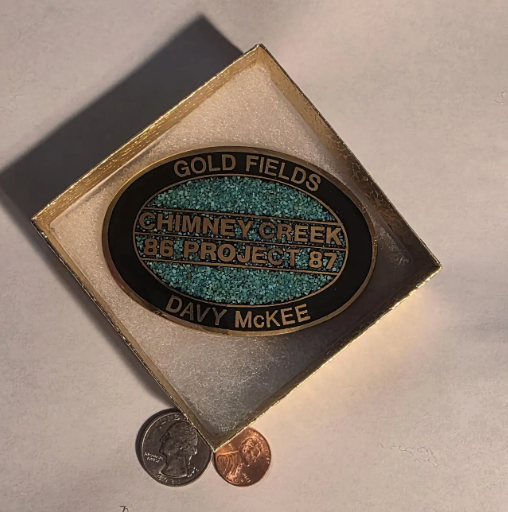 GOLD FIELDS
CHIMNEY CREEK
86 PROJECT 87
DAVY McKEE